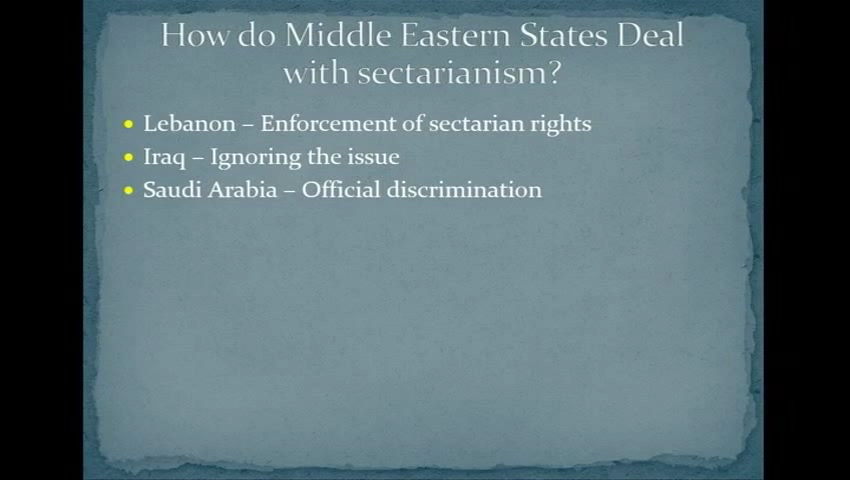 How do Middle Eastern States Deal
with sectarianism?
• Lebanon – Enforcement of sectarian rights
• Iraq – Ignoring the issue
• Saudi Arabia – Official discrimination